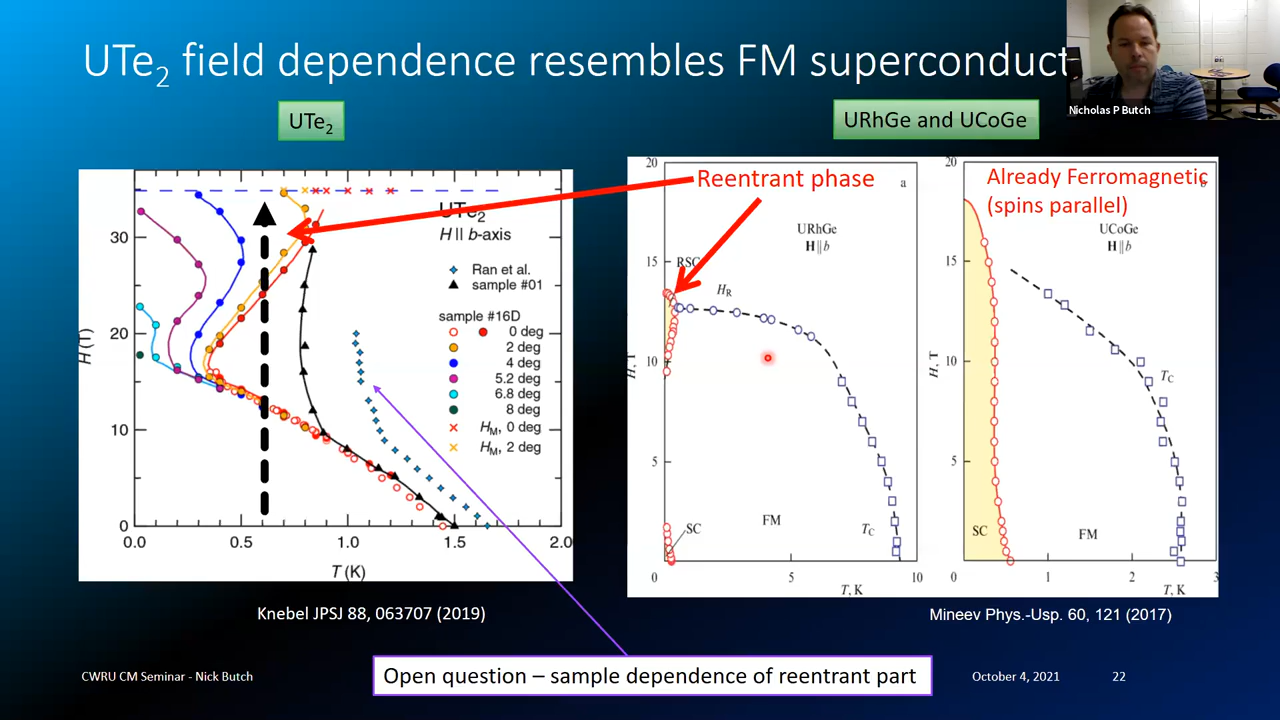 UTe2 field dependence resembles FM superconduct
Nicholas P Butch
UTe2
URhGe and UCoGe
H (T)
30
20
10
0
0.0 0.5 1.0 1.5 2.0
T (K)
UTe2
H || b-axis
Ran et al.
sample #01
sample #16D
0 deg
2 deg
4 deg
5.2 deg
6.8 deg
8 deg
HM, 0 deg
HM, 2 deg
Reentrant phase
20
15
10
5
0 5 10
H, T
T, K
a
URhGe
H || b
RSC
HR
SC
FM
TC
Already Ferromagnetic
(spins parallel)
20
15
10
5
0 1 2 3
H, T
T, K
UCoGe
H || b
TC
SC
FM
Knebel JPSJ 88, 063707 (2019)
Mineev Phys.-Usp. 60, 121 (2017)
Open question – sample dependence of reentrant part
CWRU CM Seminar - Nick Butch
October 4, 2021
22